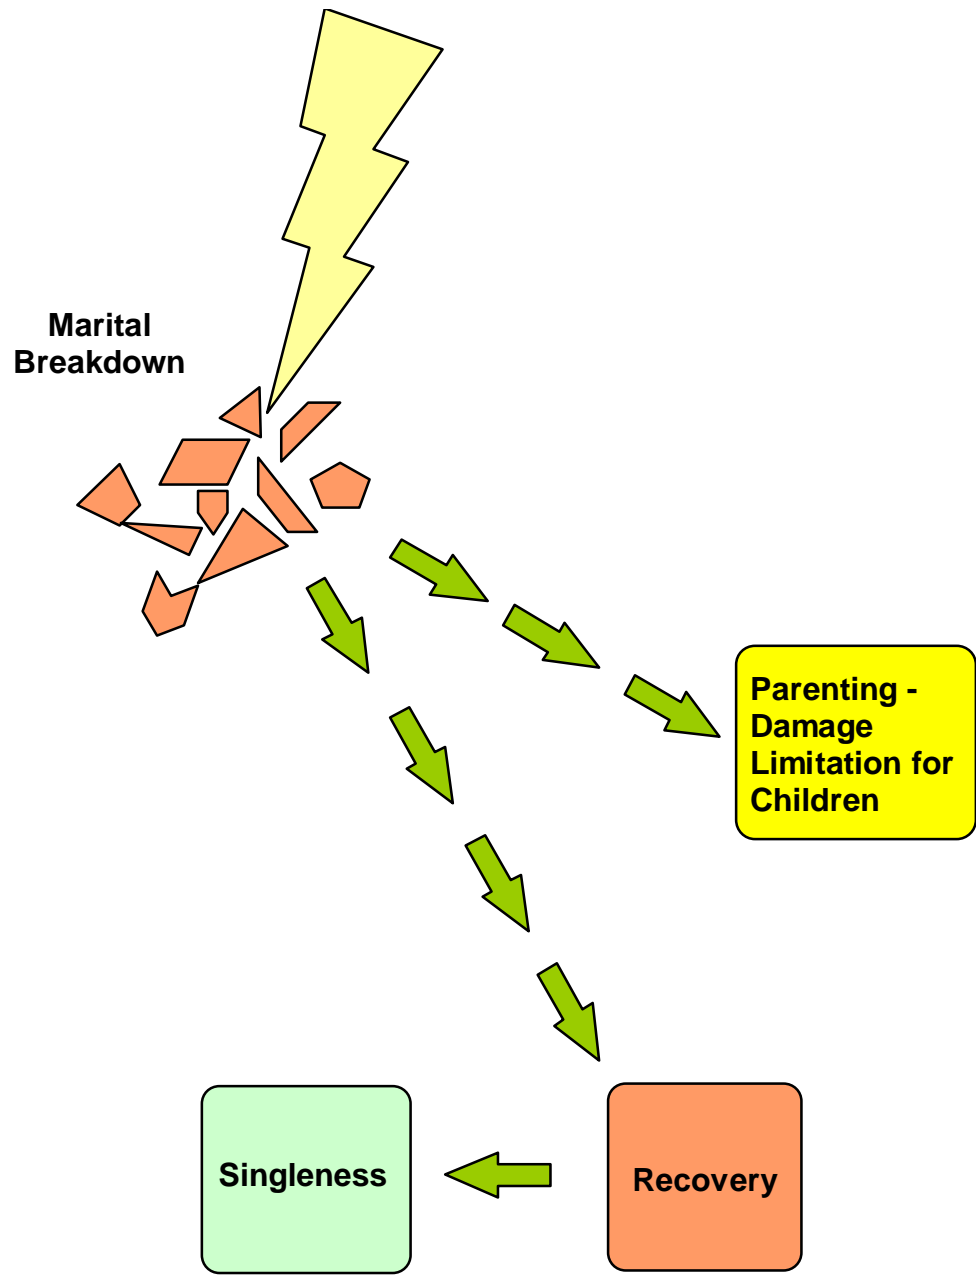 Marital
Breakdown
Parenting -
Damage
Limitation for
Children
Singleness
Recovery